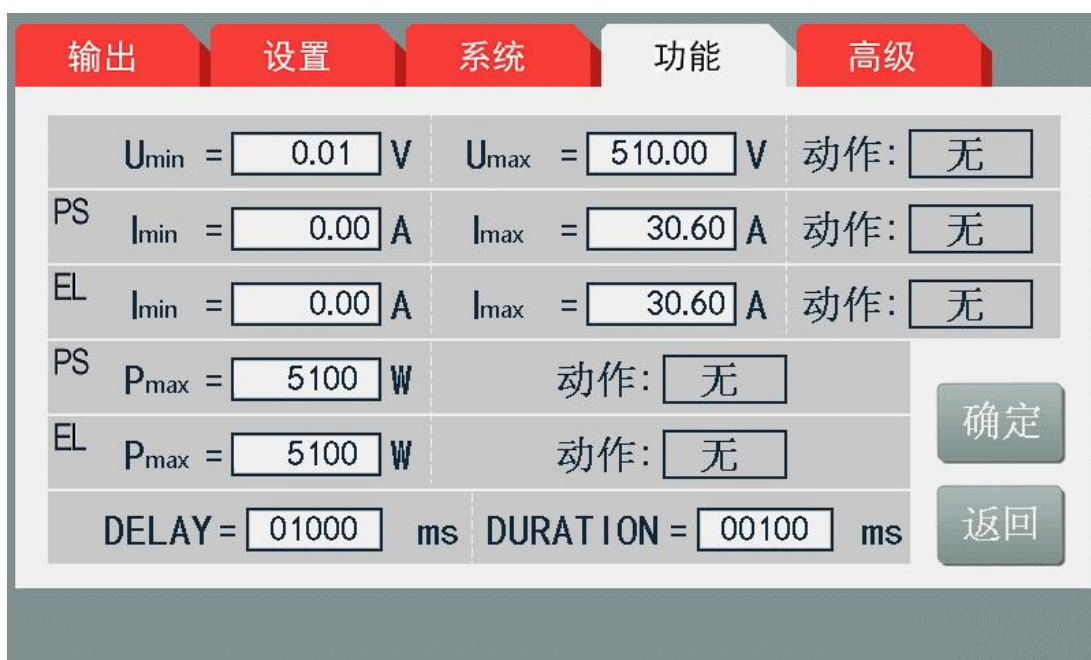 输出 设置 系统 功能 高级
Umin = 0.01 V Umax = 510.00 V 动作: 无
PS Imin = 0.00 A Imax = 30.60 A 动作: 无
EL Imin = 0.00 A Imax = 30.60 A 动作: 无
PS Pmax = 5100 W 动作: 无
EL Pmax = 5100 W 动作: 无
确定
DELAY = 01000 ms DURATION = 00100 ms
返回